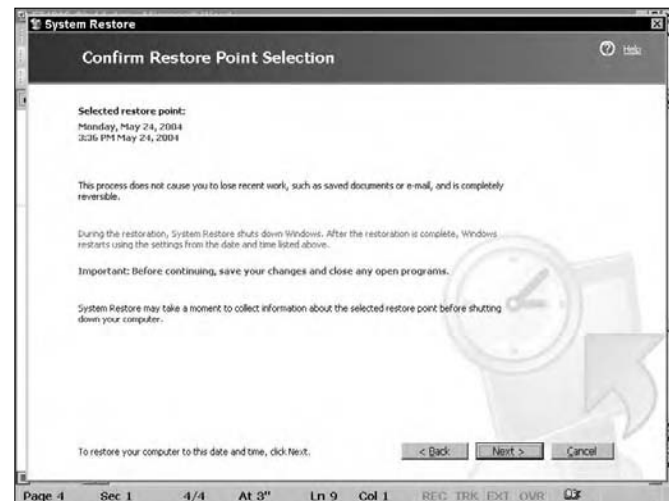 System Restore
Confirm Restore Point Selection
Help
Selected restore point:
Monday, May 24, 2004
3:36 PM May 24, 2004
This process does not cause you to lose recent work, such as saved documents or e-mail, and is completely
reversible.
During the restoration, System Restore shuts down Windows. After the restoration is complete, Windows
restarts using the settings from the date and time listed above.
Important: Before continuing, save your changes and close any open programs.
System Restore may take a moment to collect information about the selected restore point before shutting
down your computer.
To restore your computer to this date and time, click Next.
< Back
Next >
Cancel
Page 4 Sec 1 4/4 At 3" Ln 9 Col 1 REC TRK EXT OVR